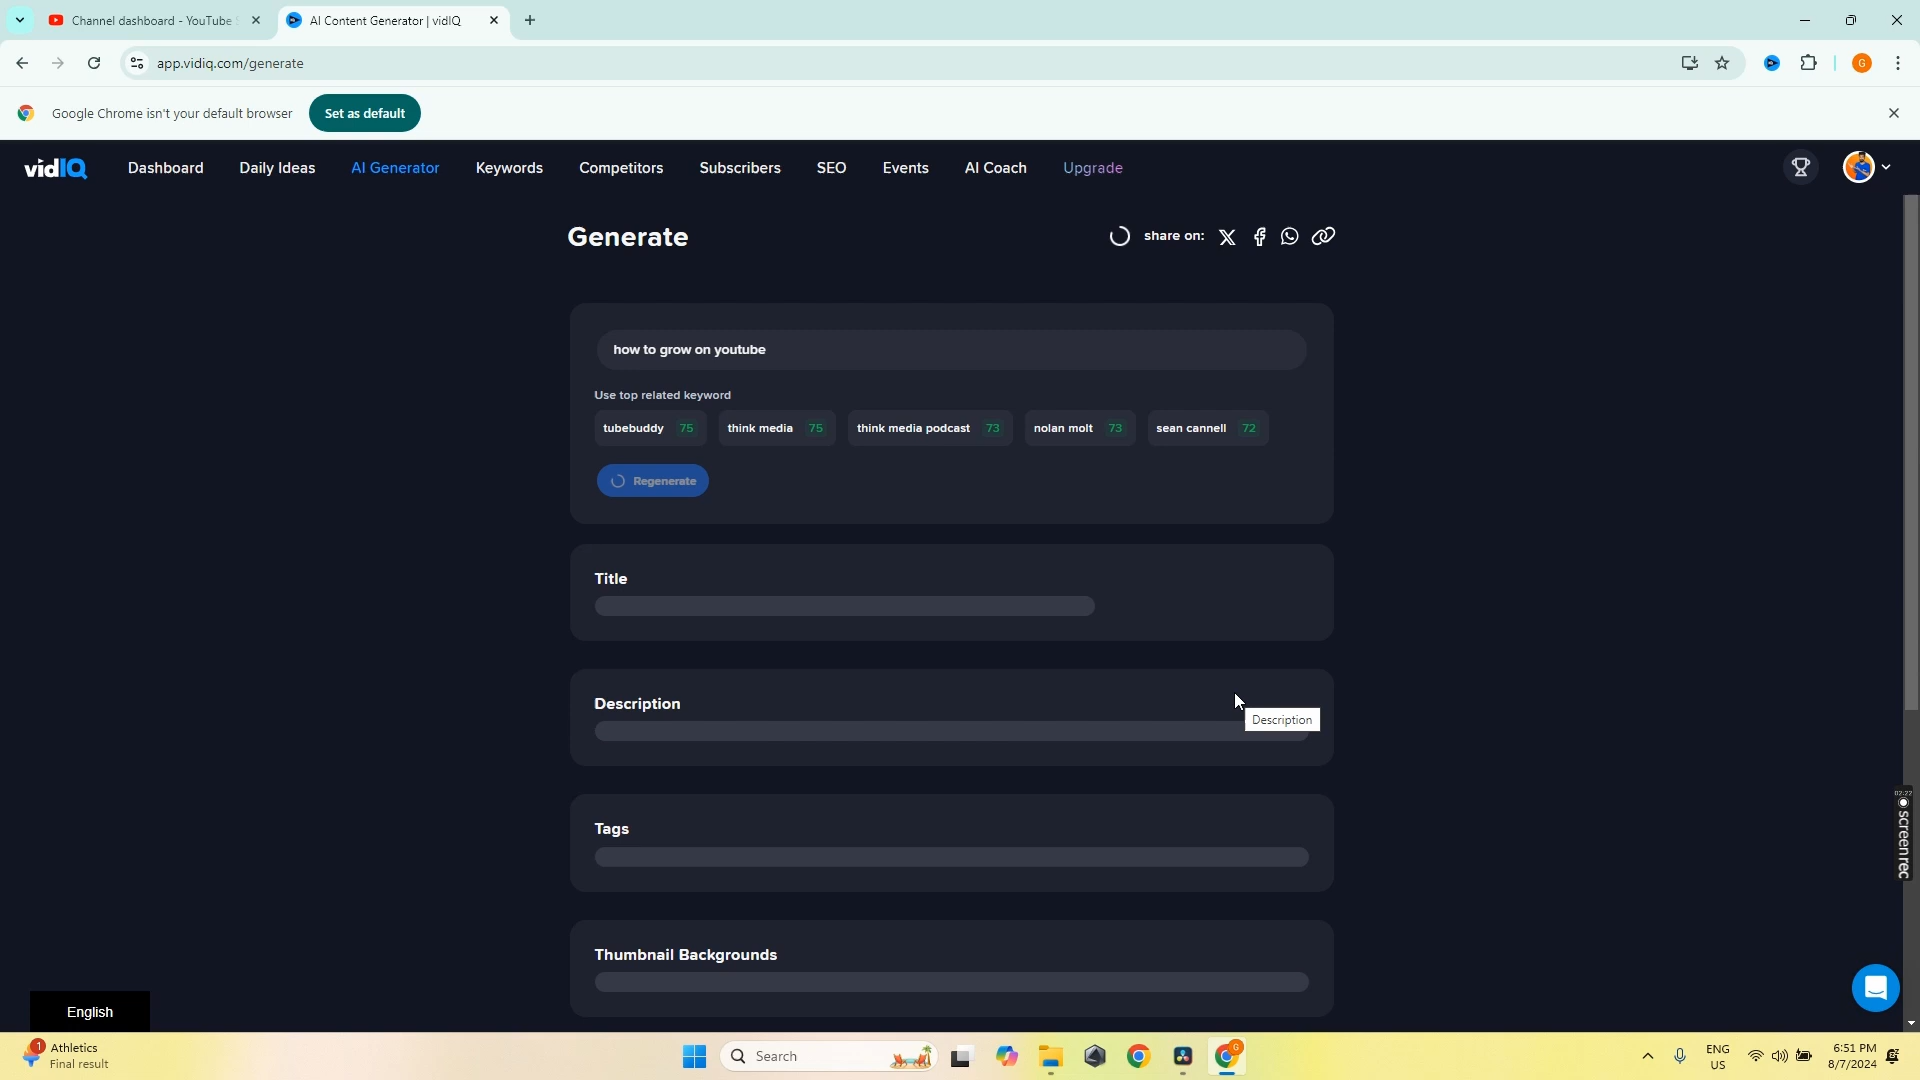 Channel dashboard - YouTube
AI Content Generator | vidIQ
app.vidiq.com/generate
G
Google Chrome isn't your default browser
Set as default
vidIQ
Dashboard
Daily Ideas
AI Generator
Keywords
Competitors
Subscribers
SEO
Events
AI Coach
Upgrade
Generate
share on:
how to grow on youtube
Use top related keyword
tubebuddy 75
think media 75
think media podcast 73
nolan molt 73
sean cannell 72
Regenerate
Title
Description
Description
Tags
Thumbnail Backgrounds
02:22
screenrec
English
1
Athletics
Final result
Search
G
ENG
US
6:51 PM
8/7/2024